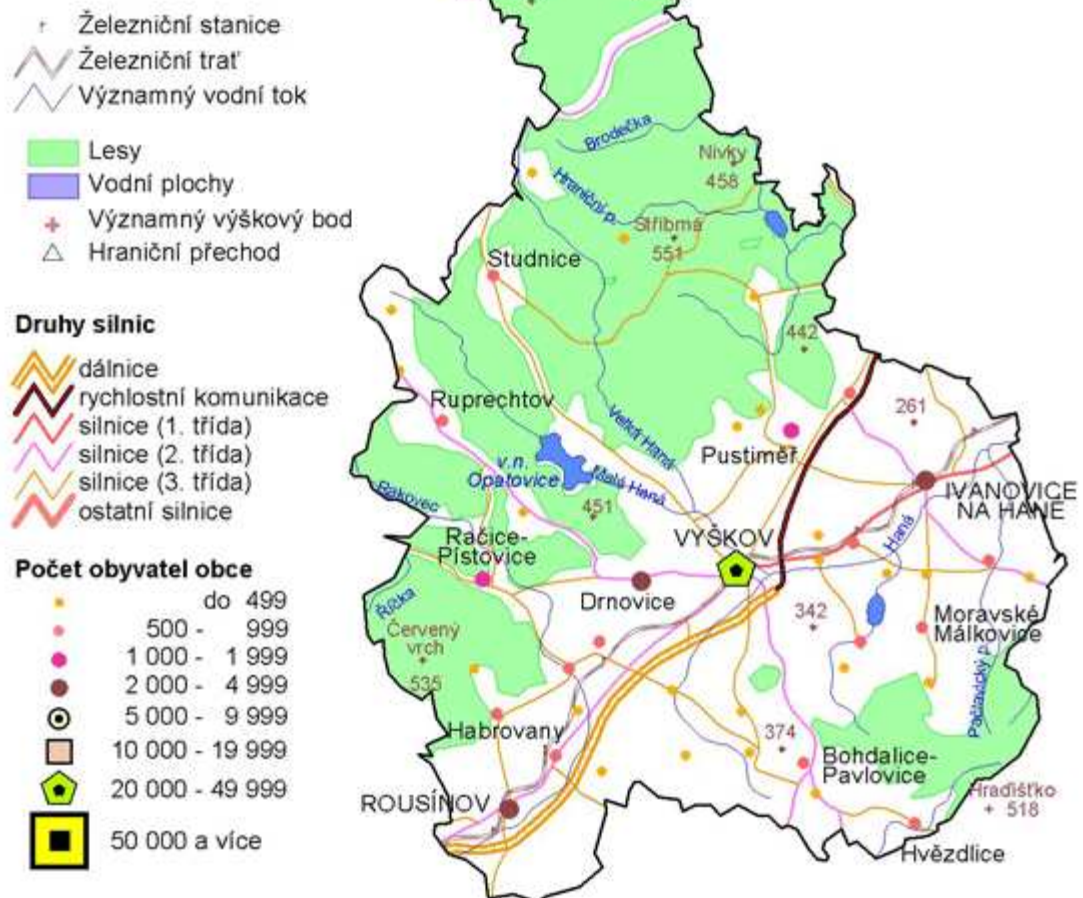 Železniční stanice
Železniční trať
Významný vodní tok
Lesy
Vodní plochy
Významný výškový bod
Hraniční přechod
Druhy silnic
dálnice
rychlostní komunikace
silnice (1. třída)
silnice (2. třída)
silnice (3. třída)
ostatní silnice
Počet obyvatel obce
do 499
500 - 999
1 000 - 1 999
2 000 - 4 999
5 000 - 9 999
10 000 - 19 999
20 000 - 49 999
50 000 a více
Brodečka
Nivky
458
Hraniční p.
Stříbrná
551
Studnice
442
Ruprechtov
261
Velká Haná
Pustiměř
v.n.
Opatovice
Malá Haná
IVANOVICE
NA HANÉ
Rakovec
451
Haná
VYŠKOV
Račice-
Pístovice
Drnovice
Říčka
342
Moravské
Málkovice
Červený
vrch
535
Pačlavický p.
Habrovany
374
Bohdalice-
Pavlovice
Hradišťko
518
ROUSÍNOV
Hvězdlice